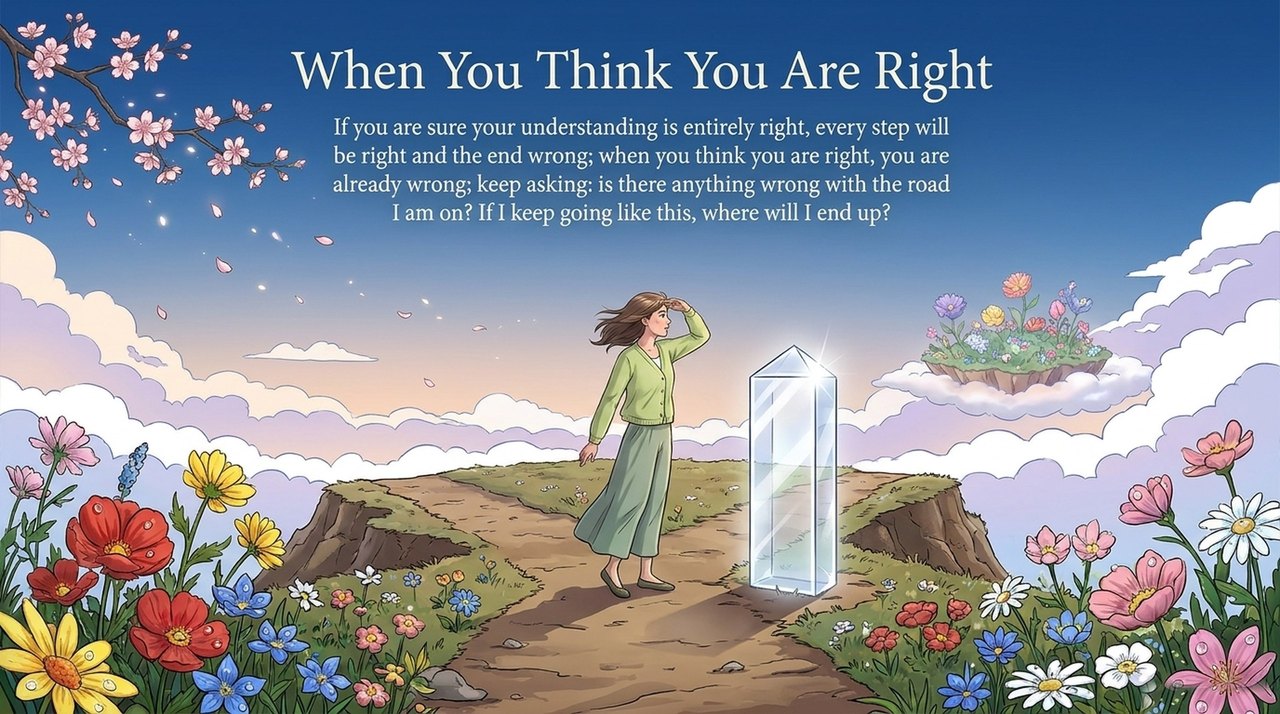 When You Think You Are Right
If you are sure your understanding is entirely right, every step will
be right and the end wrong; when you think you are right, you are
already wrong; keep asking: is there anything wrong with the road
I am on? If I keep going like this, where will I end up?